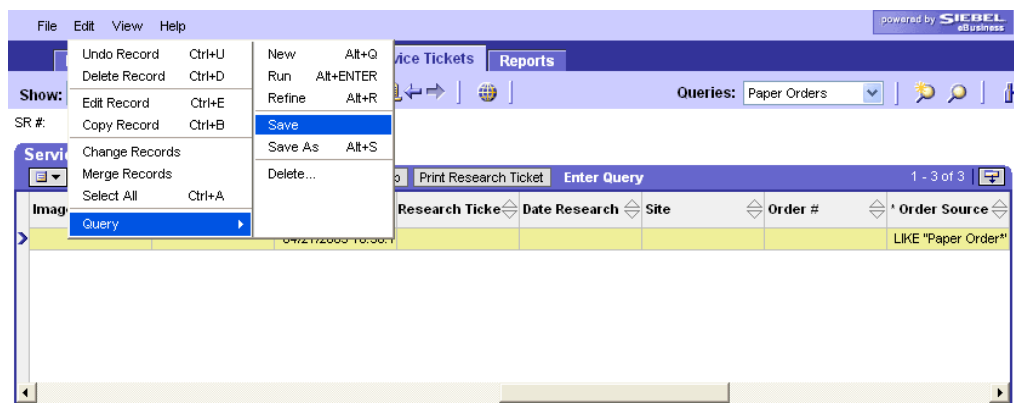 File Edit View Help
powered by SIEBEL
eBusiness
Undo Record Ctrl+U
Delete Record Ctrl+D
Edit Record Ctrl+E
Copy Record Ctrl+B
Change Records
Merge Records
Select All Ctrl+A
Query
New Alt+Q
Run Alt+ENTER
Refine Alt+R
Save
Save As Alt+S
Delete...
Tickets Reports
Show: Queries: Paper Orders
SR #:
Print Research Ticket Enter Query 1 - 3 of 3
Research Ticke Date Research Site Order # * Order Source
LIKE "Paper Order*"